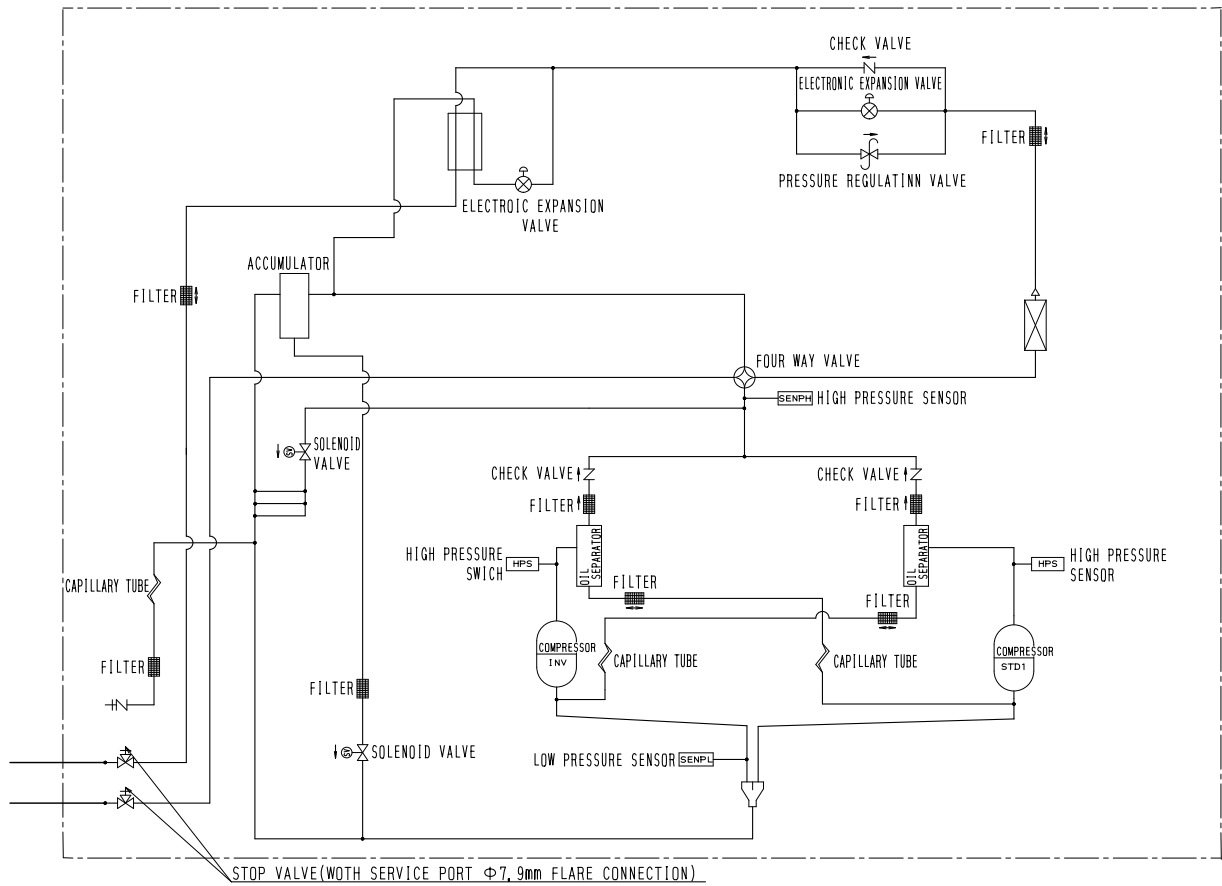 CHECK VALVE
ELECTRONIC EXPANSION VALVE
FILTER
PRESSURE REGULATINN VALVE
ELECTROIC EXPANSION
VALVE
ACCUMULATOR
FILTER
FOUR WAY VALVE
SENPH HIGH PRESSURE SENSOR
SOLENOID
VALVE
CHECK VALVE
CHECK VALVE
FILTER
FILTER
HIGH PRESSURE
SWICH
HPS
OIL
SEPARATOR
OIL
SEPARATOR
HPS
HIGH PRESSURE
SENSOR
CAPILLARY TUBE
FILTER
FILTER
COMPRESSOR
INV
CAPILLARY TUBE
CAPILLARY TUBE
COMPRESSOR
STD1
FILTER
FILTER
SOLENOID VALVE
LOW PRESSURE SENSOR SENPL
STOP VALVE(WOTH SERVICE PORT Φ7,9mm FLARE CONNECTION)